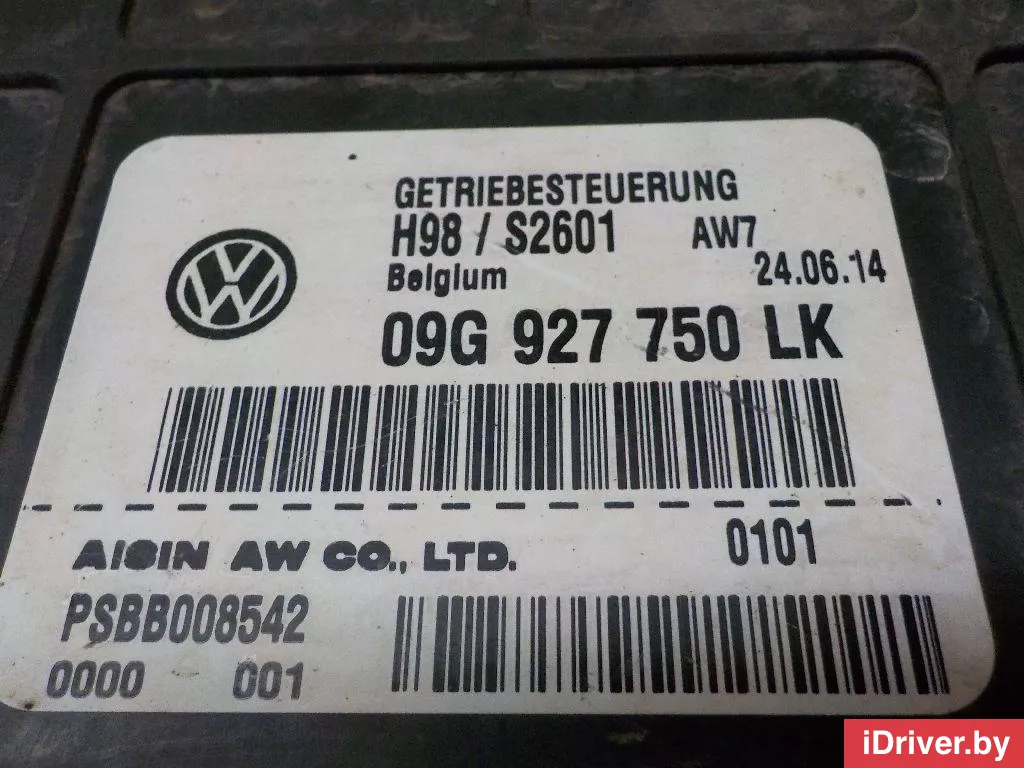 GETRIEBESTEUERUNG
H98 / S2601 AW7
Belgium 24.06.14
09G 927 750 LK
AISIN AW CO., LTD. 0101
PSBB008542
0000 001
iDriver.by